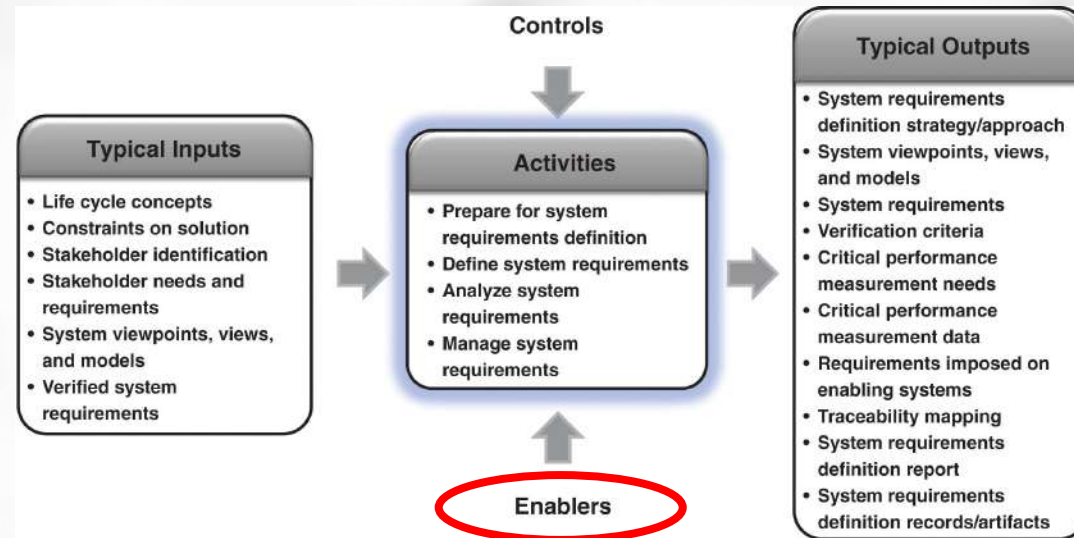 Controls
Typical Inputs
• Life cycle concepts
• Constraints on solution
• Stakeholder identification
• Stakeholder needs and
requirements
• System viewpoints, views,
and models
• Verified system
requirements
Activities
• Prepare for system
requirements definition
• Define system requirements
• Analyze system
requirements
• Manage system
requirements
Enablers
Typical Outputs
• System requirements
definition strategy/approach
• System viewpoints, views,
and models
• System requirements
• Verification criteria
• Critical performance
measurement needs
• Critical performance
measurement data
• Requirements imposed on
enabling systems
• Traceability mapping
• System requirements
definition report
• System requirements
definition records/artifacts